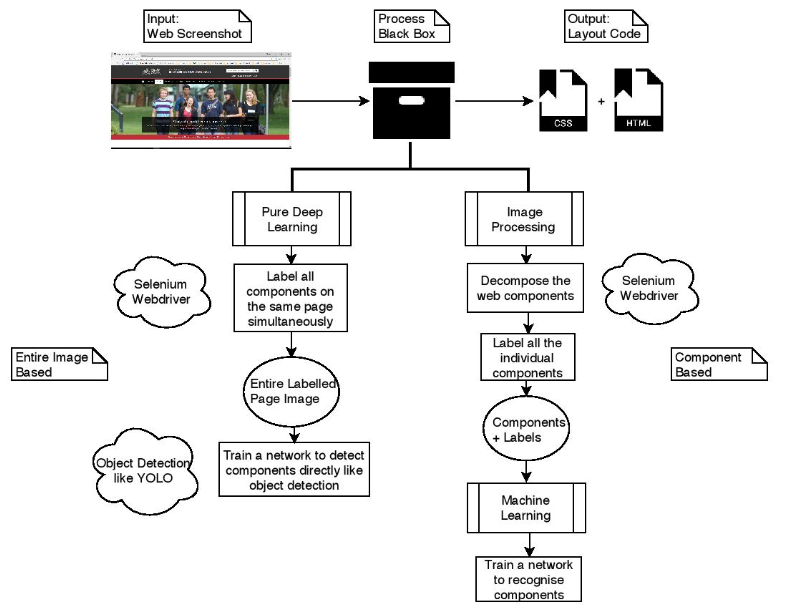 Input:
Web Screenshot
Process
Black Box
Output:
Layout Code
CSS
+
HTML
Pure Deep
Learning
Image
Processing
Selenium
Webdriver
Label all
components on
the same page
simultaneously
Decompose the
web components
Selenium
Webdriver
Entire Image
Based
Label all the
individual
components
Component
Based
Entire Labelled
Page Image
Components
+ Labels
Object Detection
like YOLO
Train a network to detect
components directly like
object detection
Machine
Learning
Train a network
to recognise
components